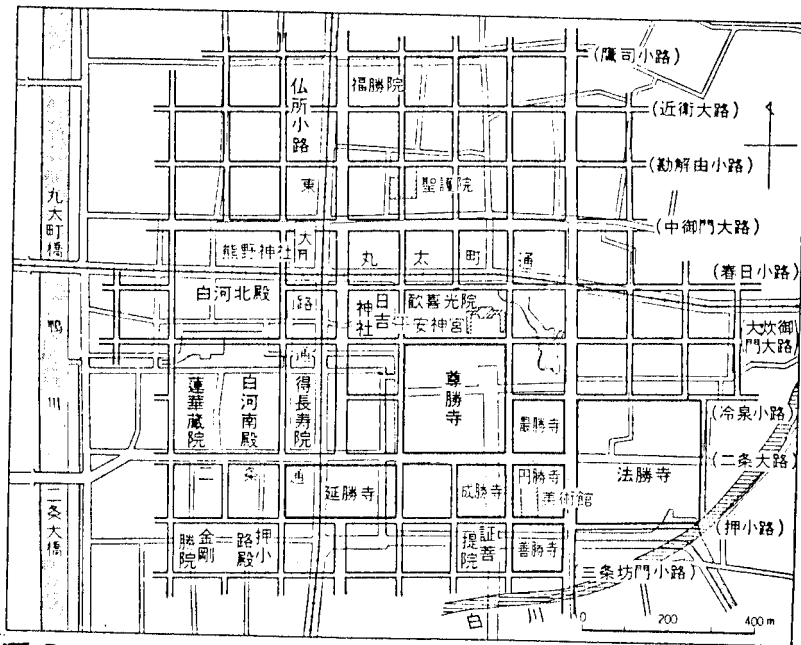 (鷹司小路)
仏所小路
福勝院
(近衛大路)
(勘解由小路)
東
聖護院
丸太町橋
(中御門大路)
熊野神社
大
丸太町通
(春日小路)
白河北殿
路
日吉神社
歓喜光院
安神宮
鴨川
大炊御門大路
通
蓮華蔵院
白河南殿
得長寿院
尊勝寺
(冷泉小路)
最勝寺
(二条大路)
二条通
延勝寺
成勝寺
円勝寺
美術館
法勝寺
二条大橋
(押小路)
金剛勝院
押小路殿
証菩提院
善勝寺
(三条坊門小路)
白川
0 200 400m